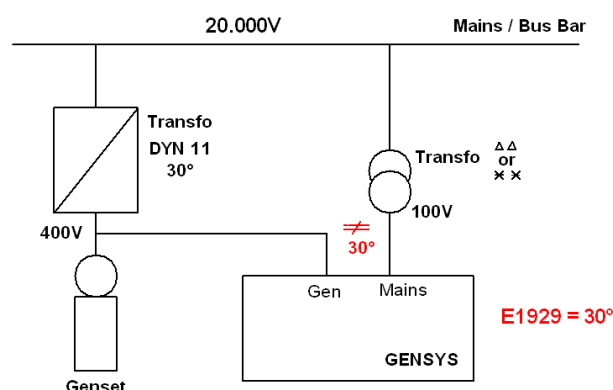 20.000V
Mains / Bus Bar
Transfo
DYN 11
30°
Transfo
△ △
or
100V
400V
≠
30°
Gen
Mains
E1929 = 30°
GENSYS
Genset